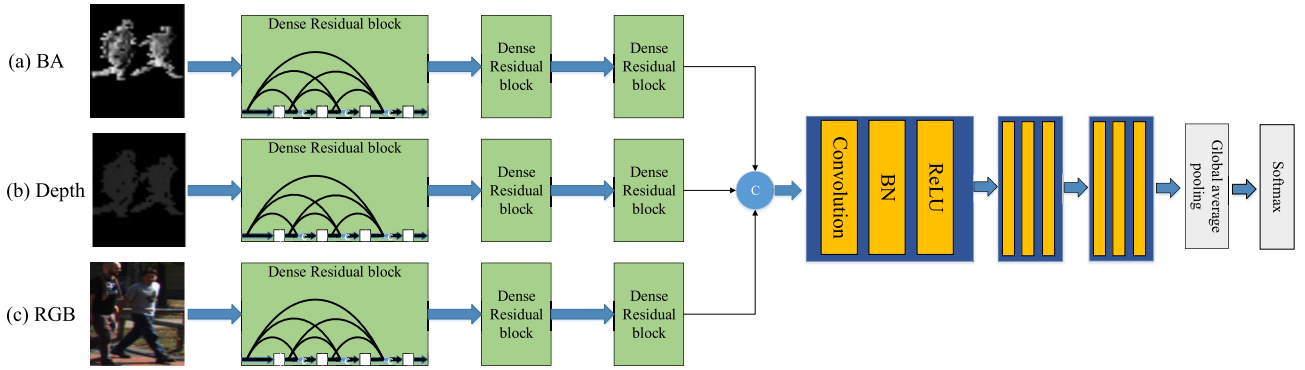 (a) BA
Dense Residual block
Dense
Residual
block
Dense
Residual
block
(b) Depth
Dense Residual block
Dense
Residual
block
Dense
Residual
block
(c) RGB
Dense Residual block
Dense
Residual
block
Dense
Residual
block
C
Convolution
BN
ReLU
Global average
pooling
Softmax